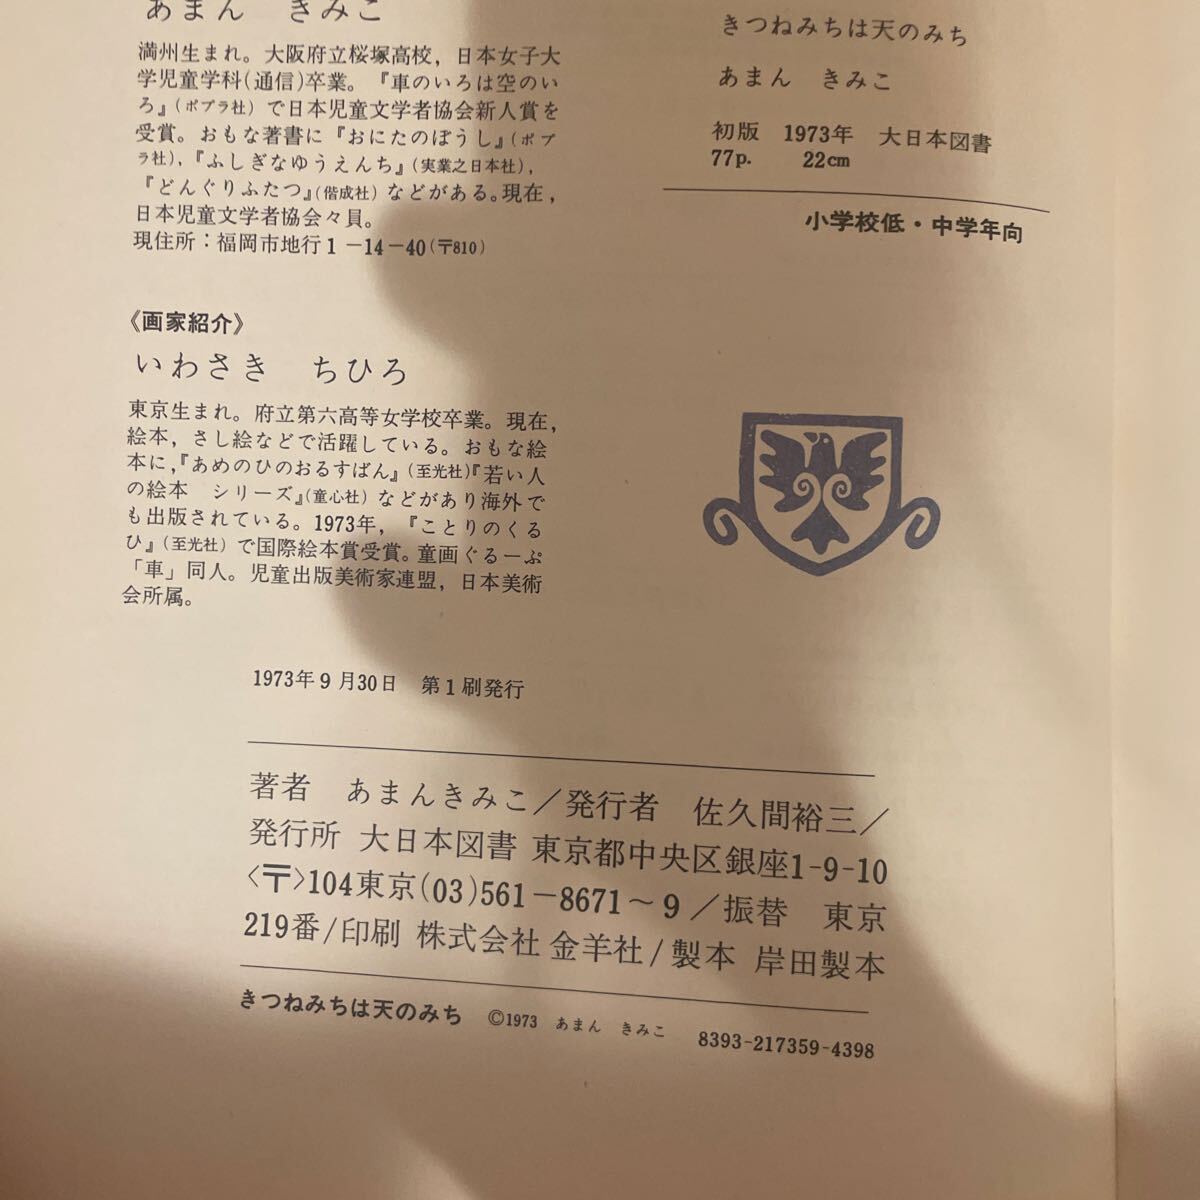 あまん きみこ
満州生まれ。大阪府立桜塚高校，日本女子大
学児童学科(通信)卒業。『車のいろは空のい
ろ』(ポプラ社)で日本児童文学者協会新人賞を
受賞。おもな著書に『おにたのぼうし』(ポプ
ラ社)，『ふしぎなゆうえんち』(実業之日本社)，
『どんぐりふたつ』(偕成社)などがある。現在，
日本児童文学者協会々員。
現住所：福岡市地行1－14－40(〒810)
《画家紹介》
いわさき ちひろ
東京生まれ。府立第六高等女学校卒業。現在，
絵本，さし絵などで活躍している。おもな絵
本に，『あめのひのおるすばん』(至光社)『若い人
の絵本 シリーズ』(童心社)などがあり海外で
も出版されている。1973年，『ことりのくる
ひ』(至光社)で国際絵本賞受賞。童画ぐるーぷ
「車」同人。児童出版美術家連盟，日本美術
会所属。
きつねみちは天のみち
あまん きみこ
初版 1973年 大日本図書
77p. 22cm
小学校低・中学年向
1973年9月30日 第1刷発行
著者 あまんきみこ／発行者 佐久間裕三／
発行所 大日本図書 東京都中央区銀座1-9-10
〈〒〉104東京(03)561－8671～9／振替 東京
219番/印刷 株式会社 金羊社/製本 岸田製本
きつねみちは天のみち ©1973 あまん きみこ 8393-217359-4398